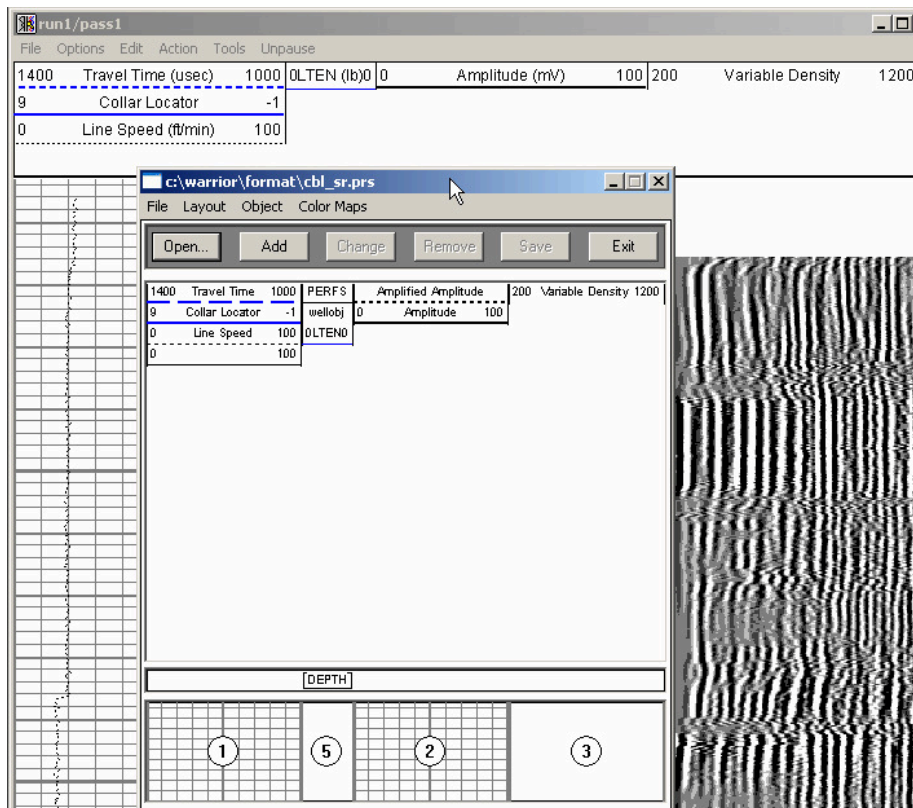 run1/pass1
File Options Edit Action Tools Unpause
1400 Travel Time (usec) 1000 0LTEN (lb)0 0 Amplitude (mV) 100 200 Variable Density 1200
9 Collar Locator -1
0 Line Speed (ft/min) 100
c:\warrior\format\cbl_sr.prs
File Layout Object Color Maps
Open... Add Change Remove Save Exit
1400 Travel Time 1000 PERFS Amplified Amplitude 200 Variable Density 1200
9 Collar Locator -1 wellobj 0 Amplitude 100
0 Line Speed 100 0LTEN0
0 100
[DEPTH]
1 5 2 3